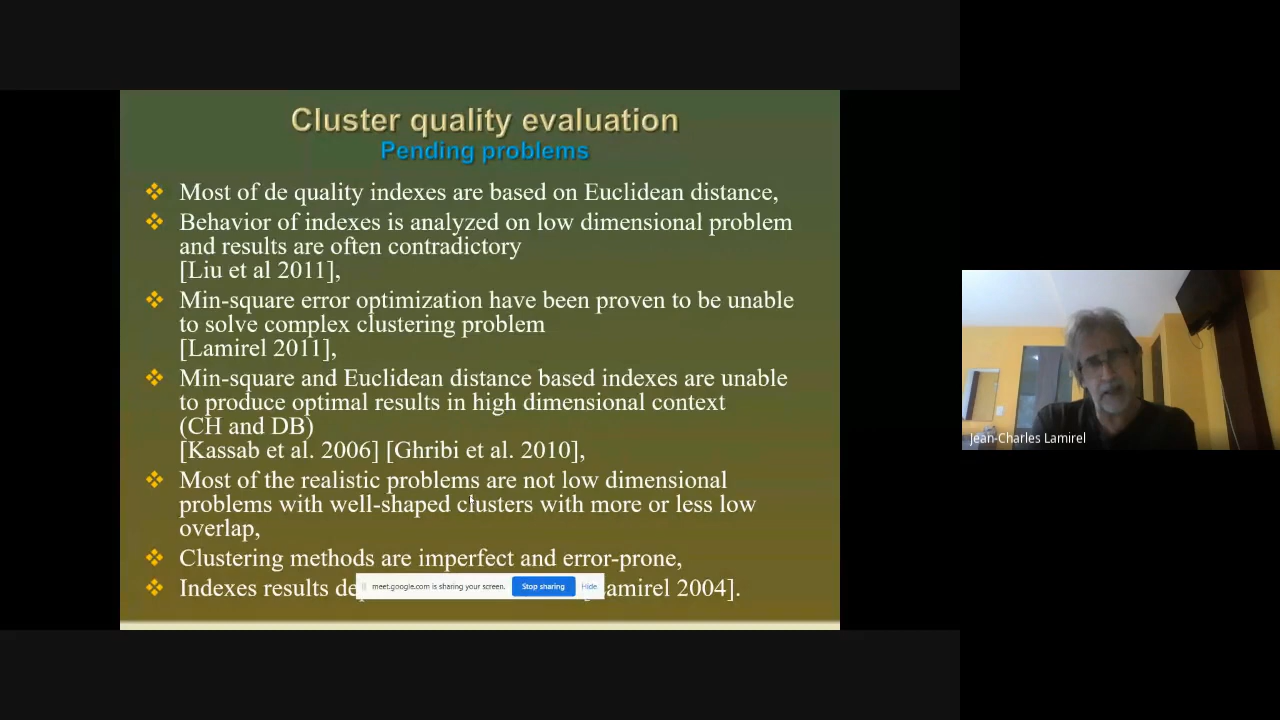 Cluster quality evaluation
Pending problems
Most of de quality indexes are based on Euclidean distance,
Behavior of indexes is analyzed on low dimensional problem
and results are often contradictory
[Liu et al 2011],
Min-square error optimization have been proven to be unable
to solve complex clustering problem
[Lamirel 2011],
Min-square and Euclidean distance based indexes are unable
to produce optimal results in high dimensional context
(CH and DB)
[Kassab et al. 2006] [Ghribi et al. 2010],
Most of the realistic problems are not low dimensional
problems with well-shaped clusters with more or less low
overlap,
Clustering methods are imperfect and error-prone,
Indexes results
2004].
meet.google.com is sharing your screen. Stop sharing Hide
Jean-Charles Lamirel